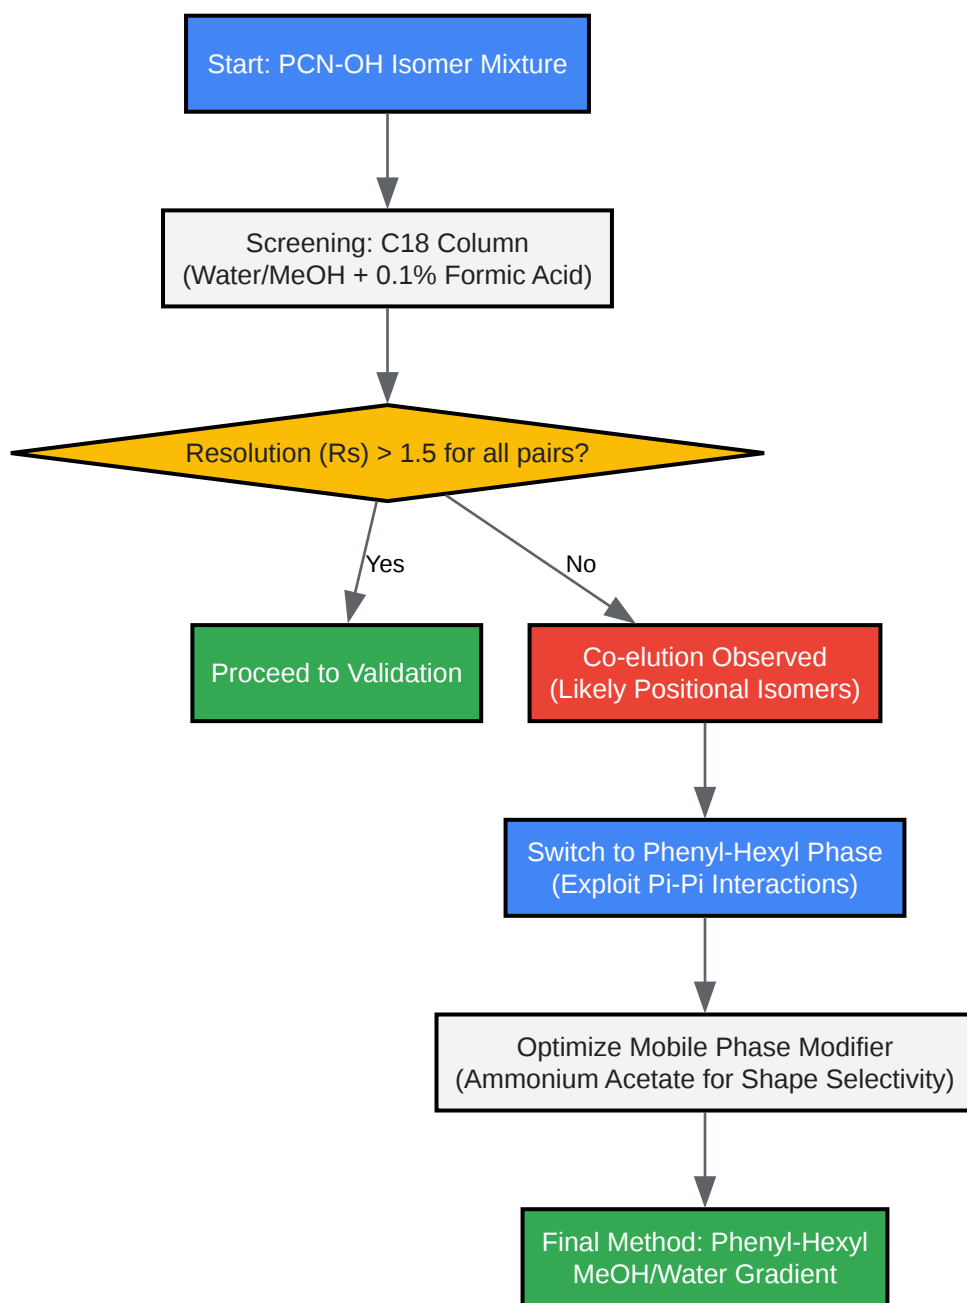 Start: PCN-OH Isomer Mixture
Screening: C18 Column
(Water/MeOH + 0.1% Formic Acid)
Resolution (Rs) > 1.5 for all pairs?
Yes
No
Proceed to Validation
Co-elution Observed
(Likely Positional Isomers)
Switch to Phenyl-Hexyl Phase
(Exploit Pi-Pi Interactions)
Optimize Mobile Phase Modifier
(Ammonium Acetate for Shape Selectivity)
Final Method: Phenyl-Hexyl
MeOH/Water Gradient